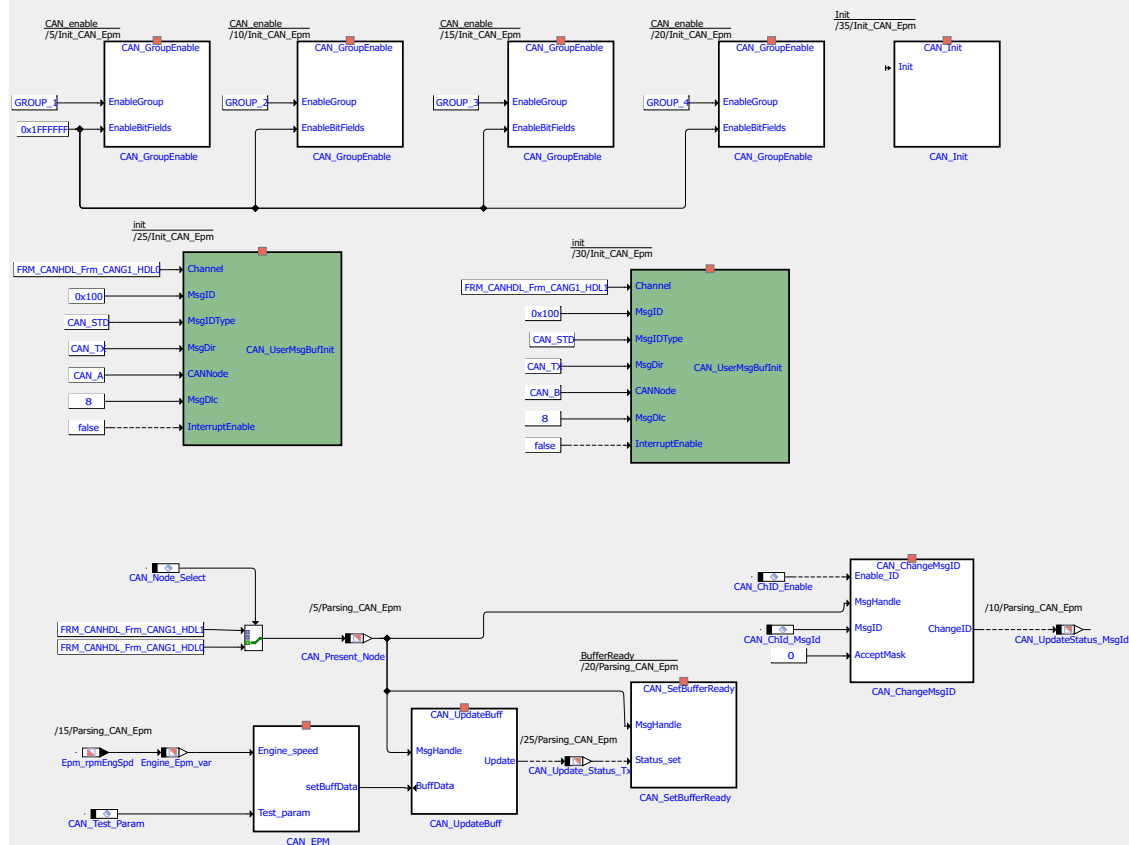 CAN_enable
/5/Init_CAN_Epm
CAN_GroupEnable
GROUP_1
EnableGroup
0x1FFFFFF
EnableBitFields
CAN_GroupEnable
CAN_enable
/10/Init_CAN_Epm
CAN_GroupEnable
GROUP_2
EnableGroup
EnableBitFields
CAN_GroupEnable
CAN_enable
/15/Init_CAN_Epm
CAN_GroupEnable
GROUP_3
EnableGroup
EnableBitFields
CAN_GroupEnable
CAN_enable
/20/Init_CAN_Epm
CAN_GroupEnable
GROUP_4
EnableGroup
EnableBitFields
CAN_GroupEnable
Init
/35/Init_CAN_Epm
CAN_Init
Init
CAN_Init
init
/25/Init_CAN_Epm
FRM_CANHDL_Frm_CANG1_HDL0
Channel
0x100
MsgID
CAN_STD
MsgIDType
CAN_TX
MsgDir
CAN_UserMsgBufInit
CAN_A
CANNode
8
MsgDlc
false
InterruptEnable
init
/30/Init_CAN_Epm
FRM_CANHDL_Frm_CANG1_HDL1
Channel
0x100
MsgID
CAN_STD
MsgIDType
CAN_TX
MsgDir
CAN_UserMsgBufInit
CAN_B
CANNode
8
MsgDlc
false
InterruptEnable
CAN_Node_Select
FRM_CANHDL_Frm_CANG1_HDL1
FRM_CANHDL_Frm_CANG1_HDL0
/5/Parsing_CAN_Epm
CAN_Present_Node
CAN_ChangeMsgID
CAN_ChID_Enable
Enable_ID
MsgHandle
CAN_ChId_MsgId
MsgID
ChangeID
0
AcceptMask
CAN_ChangeMsgID
/10/Parsing_CAN_Epm
CAN_UpdateStatus_MsgId
BufferReady
/20/Parsing_CAN_Epm
CAN_SetBufferReady
MsgHandle
Status_set
CAN_SetBufferReady
/15/Parsing_CAN_Epm
Epm_rpmEngSpd
Engine_Epm_var
Engine_speed
setBuffData
CAN_Test_Param
Test_param
CAN_EPM
CAN_UpdateBuff
MsgHandle
Update
BuffData
CAN_UpdateBuff
/25/Parsing_CAN_Epm
CAN_Update_Status_Tx